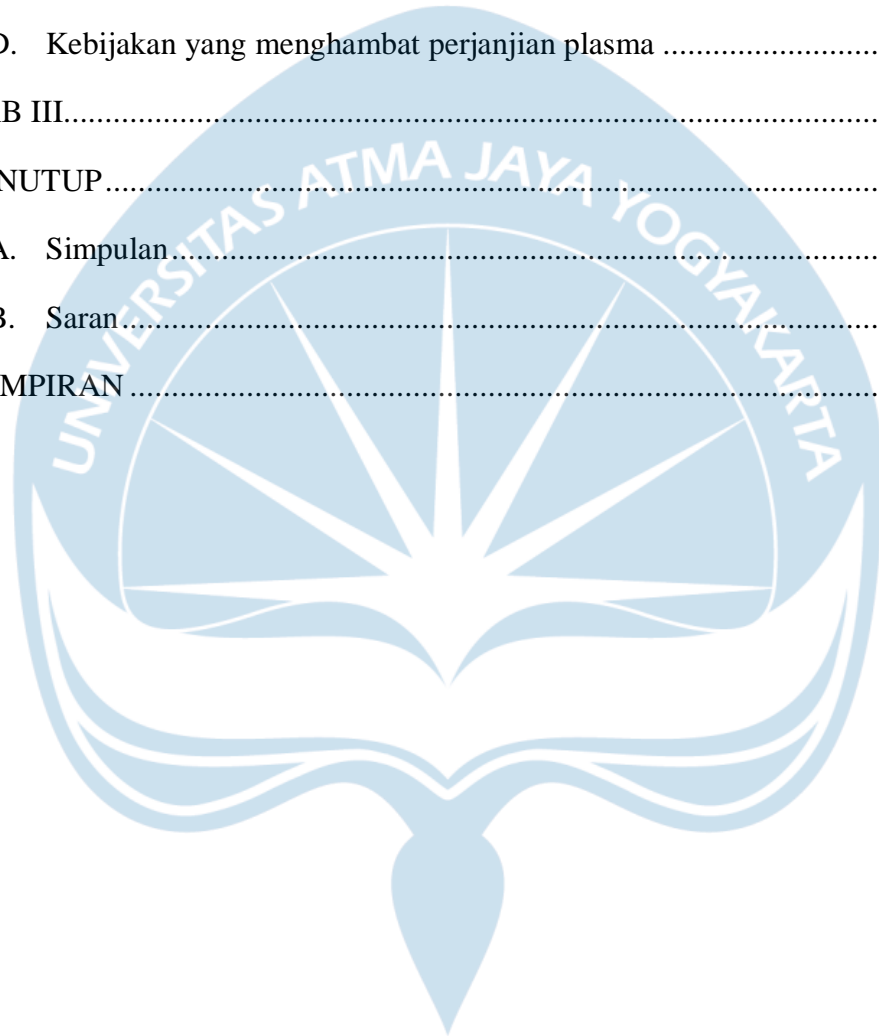 D. Kebijakan yang menghambat perjanjian plasma ........................
AB III..........................................................................................
NUTUP.....................................................................................
A. Simpulan..............................................................................
B. Saran....................................................................................
MPIRAN ..................................................................................
UNIVERSITAS ATMA JAYA YOGYAKARTA